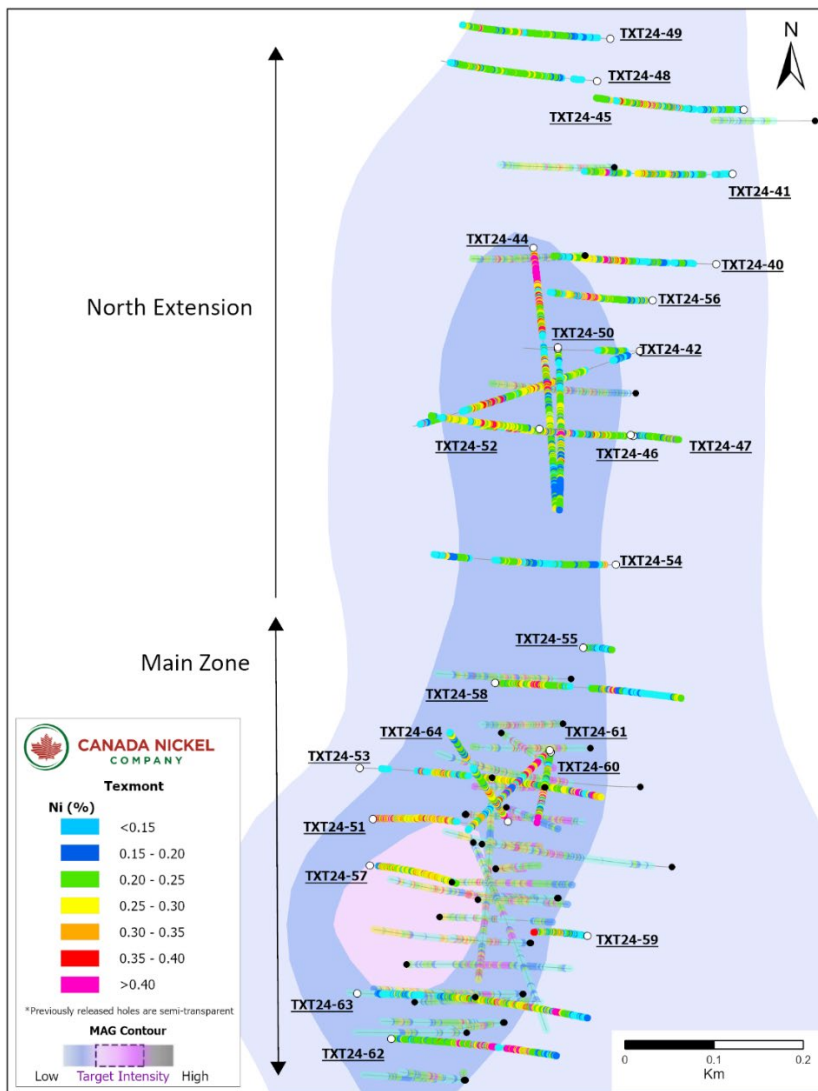 TXT24-49
N
TXT24-48
TXT24-45
TXT24-41
TXT24-44
TXT24-40
TXT24-56
North Extension
TXT24-50
TXT24-42
TXT24-52
TXT24-46
TXT24-47
TXT24-54
TXT24-55
Main Zone
TXT24-58
TXT24-64
TXT24-61
TXT24-53
TXT24-60
TXT24-51
TXT24-57
TXT24-59
TXT24-63
TXT24-62
CANADA NICKEL
COMPANY
Texmont
Ni (%)
<0.15
0.15 - 0.20
0.20 - 0.25
0.25 - 0.30
0.30 - 0.35
0.35 - 0.40
>0.40
*Previously released holes are semi-transparent
MAG Contour
Low Target Intensity High
0 0.1 0.2
Km